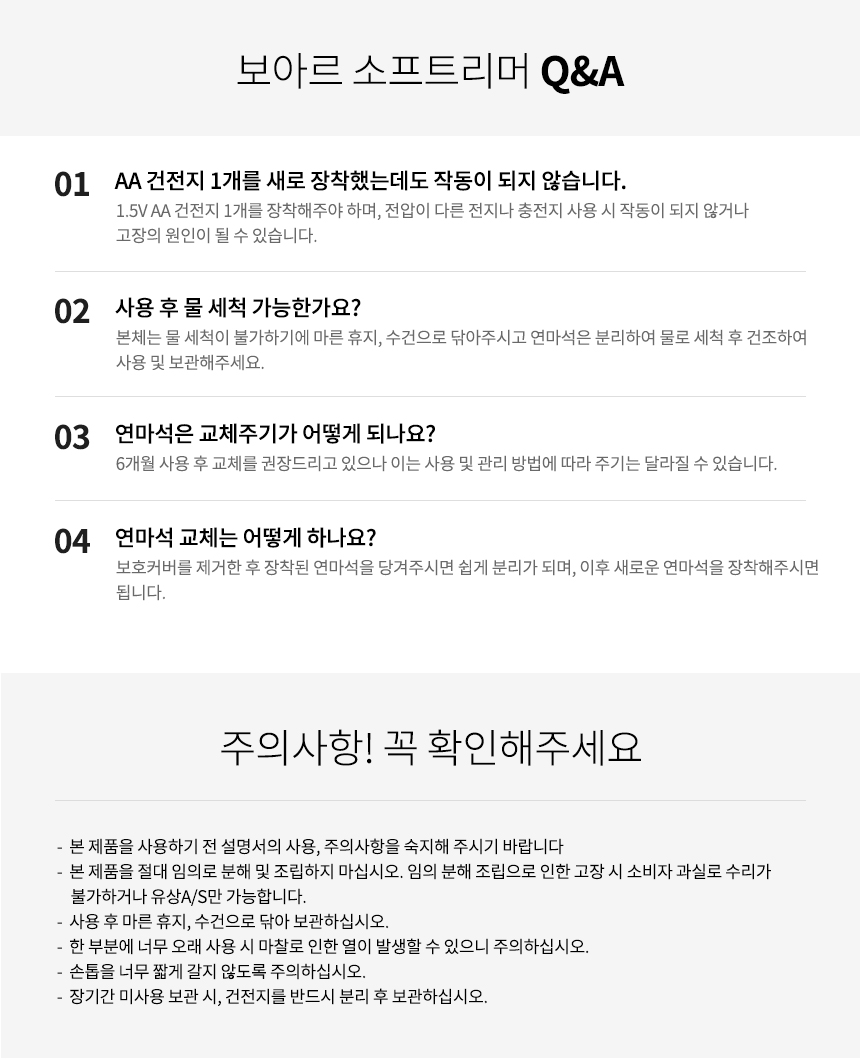 보아르 소프트리머 Q&A
01 AA 건전지 1개를 새로 장착했는데도 작동이 되지 않습니다.
1.5V AA 건전지 1개를 장착해주야 하며, 전압이 다른 전지나 충전지 사용 시 작동이 되지 않거나
고장의 원인이 될 수 있습니다.
02 사용 후 물 세척 가능한가요?
본체는 물 세척이 불가하기에 마른 휴지, 수건으로 닦아주시고 연마석은 분리하여 물로 세척 후 건조하여
사용 및 보관해주세요.
03 연마석은 교체주기가 어떻게 되나요?
6개월 사용 후 교체를 권장드리고 있으나 이는 사용 및 관리 방법에 따라 주기는 달라질 수 있습니다.
04 연마석 교체는 어떻게 하나요?
보호커버를 제거한 후 장착된 연마석을 당겨주시면 쉽게 분리가 되며, 이후 새로운 연마석을 장착해주시면
됩니다.
주의사항! 꼭 확인해주세요
- 본 제품을 사용하기 전 설명서의 사용, 주의사항을 숙지해 주시기 바랍니다
- 본 제품을 절대 임의로 분해 및 조립하지 마십시오. 임의 분해 조립으로 인한 고장 시 소비자 과실로 수리가
불가하거나 유상A/S만 가능합니다.
- 사용 후 마른 휴지, 수건으로 닦아 보관하십시오.
- 한 부분에 너무 오래 사용 시 마찰로 인한 열이 발생할 수 있으니 주의하십시오.
- 손톱을 너무 짧게 갈지 않도록 주의하십시오.
- 장기간 미사용 보관 시, 건전지를 반드시 분리 후 보관하십시오.